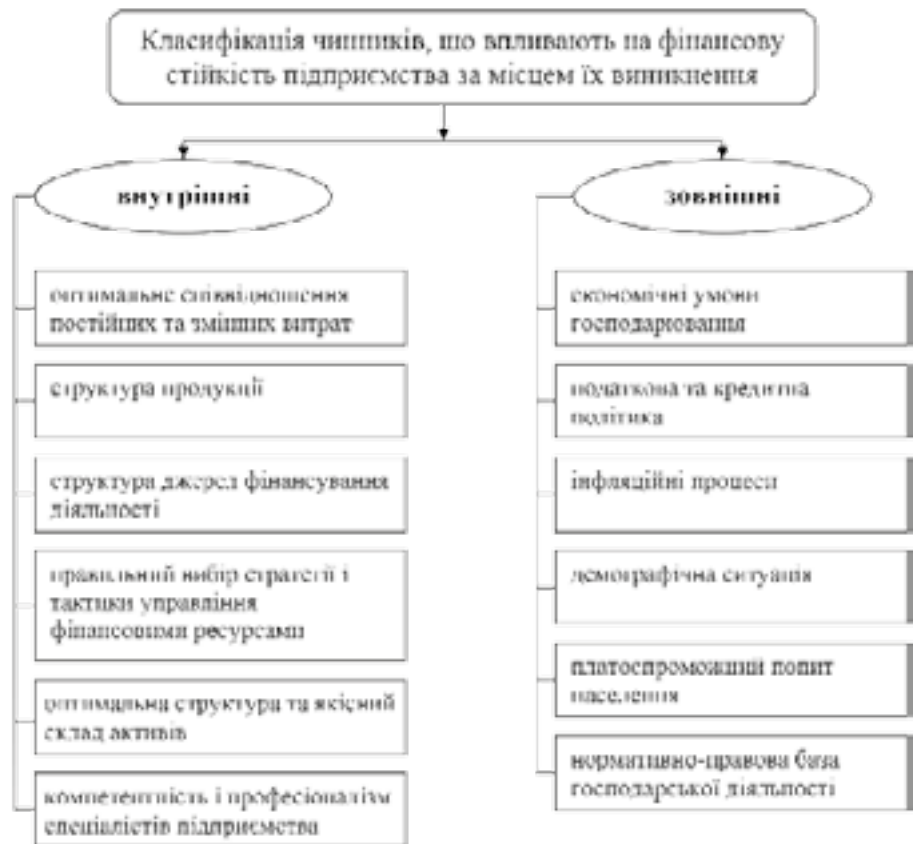 Класифікація чинників, що впливають на фінансову
стійкість підприємства за місцем їх виникнення
внутрішні
оптимальне співвідношення
постійних та змінних витрат
структура продукції
структура джерел фінансування
діяльності
правильний вибір стратегії і
тактики управління
фінансовими ресурсами
оптимальна структура та якісний
склад активів
компетентність і професіоналізм
спеціалістів підприємства
зовнішні
економічні умови
господарювання
податкова та кредитна
політика
інфляційні процеси
демографічна ситуація
платоспроможний попит
населення
нормативно-правова база
господарської діяльності